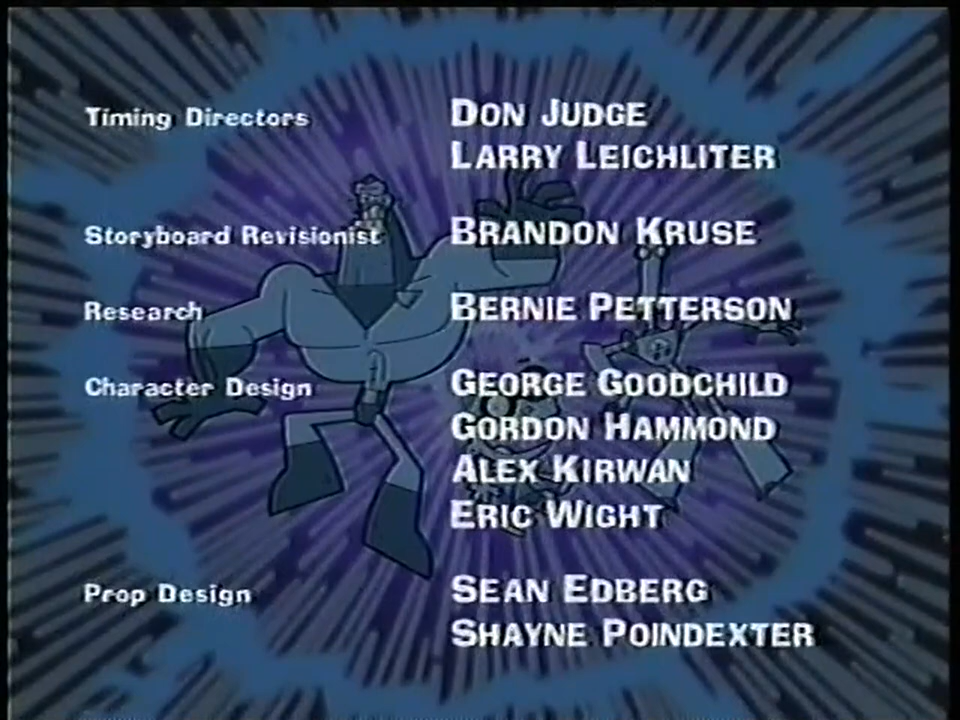 Timing Directors DON JUDGE
LARRY LEICHLITER
Storyboard Revisionist BRANDON KRUSE
Research BERNIE PETTERSON
Character Design GEORGE GOODCHILD
GORDON HAMMOND
ALEX KIRWAN
ERIC WIGHT
Prop Design SEAN EDBERG
SHAYNE POINDEXTER